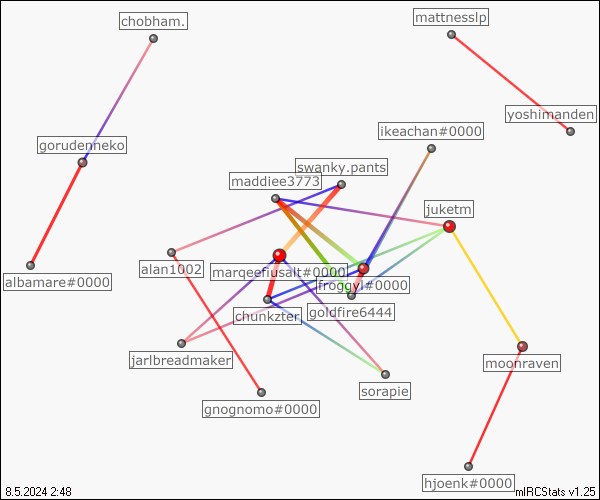 chobham.
mattnesslp
yoshimanden
ikeachan#0000
gorudenneko
swanky.pants
maddiee3773
juketm
alan1002
marqeefiusalt#0000
froggyl#0000
albamare#0000
goldfire6444
chunkzter
jarlbreadmaker
moonraven
sorapie
gnognomo#0000
hjoenk#0000
8.5.2024 2:48
mIRCStats v1.25